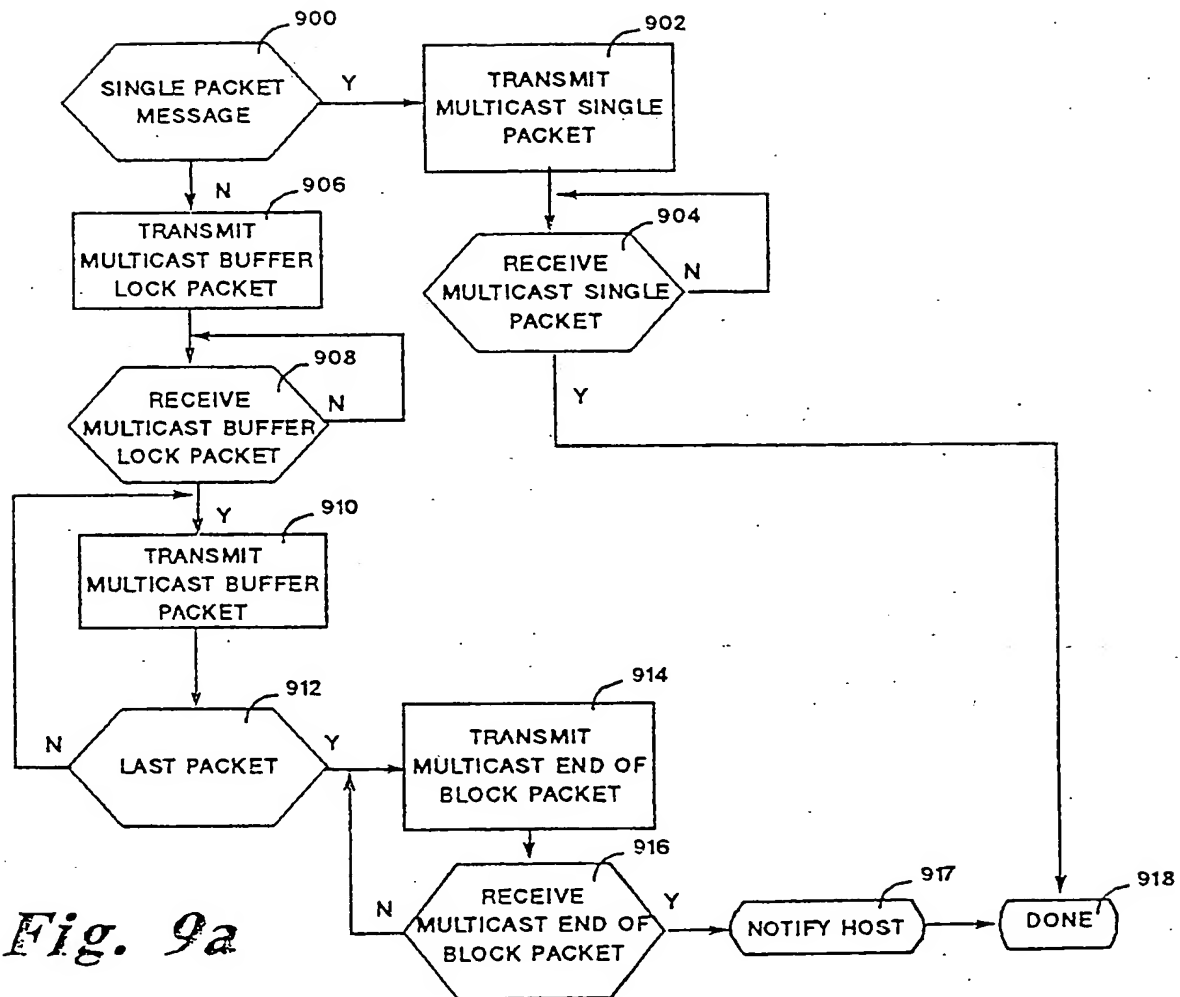 900
SINGLE PACKET
MESSAGE
Y
902
TRANSMIT
MULTICAST SINGLE
PACKET
N
904
RECEIVE
MULTICAST SINGLE
PACKET
N
Y
906
TRANSMIT
MULTICAST BUFFER
LOCK PACKET
908
RECEIVE
MULTICAST BUFFER
LOCK PACKET
N
Y
910
TRANSMIT
MULTICAST BUFFER
PACKET
912
LAST PACKET
N
Y
914
TRANSMIT
MULTICAST END OF
BLOCK PACKET
916
RECEIVE
MULTICAST END OF
BLOCK PACKET
N
Y
917
NOTIFY HOST
918
DONE
Fig. 9a